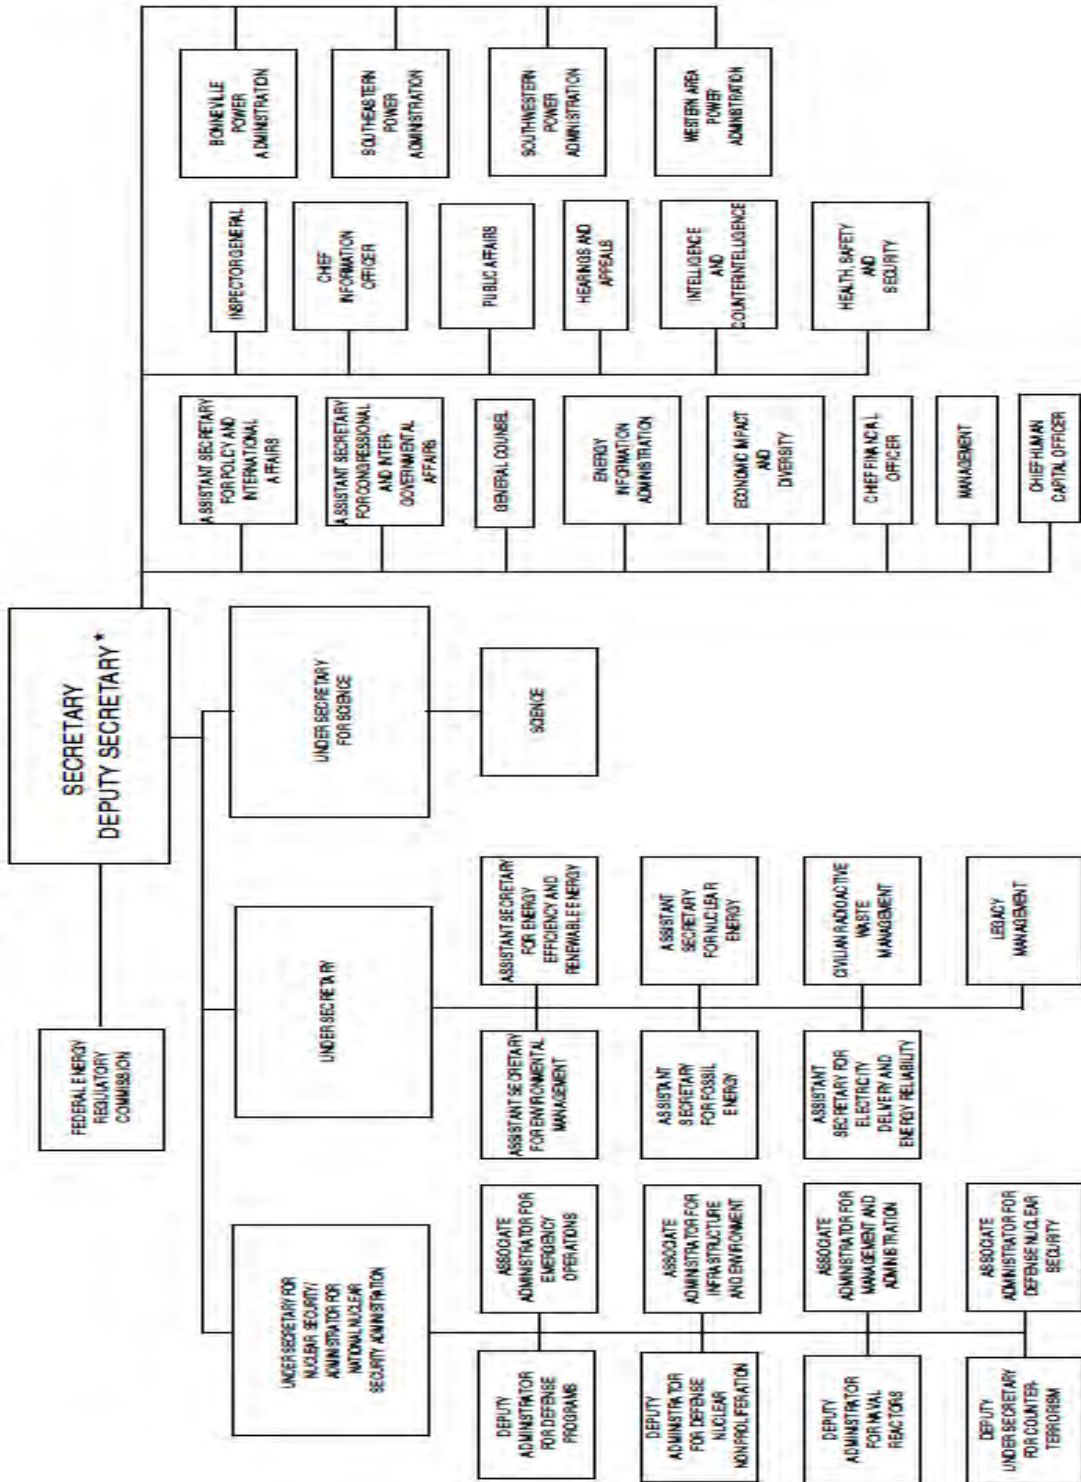 SECRETARY
DEPUTY SECRETARY *
FEDERAL ENERGY
REGULATORY
COMMISSION
UNDER SECRETARY FOR
NUCLEAR SECURITY/
ADMINISTRATOR FOR
NATIONAL NUCLEAR
SECURITY ADMINISTRATION
UNDER SECRETARY
UNDER SECRETARY
FOR SCIENCE
DEPUTY
ADMINISTRATOR
FOR DEFENSE
PROGRAMS
ASSOCIATE
ADMINISTRATOR FOR
EMERGENCY
OPERATIONS
DEPUTY
ADMINISTRATOR
FOR DEFENSE
NUCLEAR
NONPROLIFERATION
ASSOCIATE
ADMINISTRATOR FOR
INFRASTRUCTURE
AND ENVIRONMENT
DEPUTY
ADMINISTRATOR
FOR NAVAL
REACTORS
ASSOCIATE
ADMINISTRATOR FOR
MANAGEMENT AND
ADMINISTRATION
DEPUTY
UNDER SECRETARY
FOR COUNTER-
TERRORISM
ASSOCIATE
ADMINISTRATOR FOR
DEFENSE NUCLEAR
SECURITY
ASSISTANT SECRETARY
FOR ENVIRONMENTAL
MANAGEMENT
ASSISTANT SECRETARY
FOR ENERGY
EFFICIENCY AND
RENEWABLE ENERGY
ASSISTANT
SECRETARY
FOR FOSSIL
ENERGY
ASSISTANT
SECRETARY
FOR NUCLEAR
ENERGY
ASSISTANT
SECRETARY FOR
ELECTRICITY
DELIVERY AND
ENERGY RELIABILITY
CIVILIAN RADIOACTIVE
WASTE
MANAGEMENT
LEGACY
MANAGEMENT
SCIENCE
ASSISTANT SECRETARY
FOR POLICY AND
INTERNATIONAL
AFFAIRS
ASSISTANT SECRETARY
FOR CONGRESSIONAL
AND INTER
GOVERNMENTAL
AFFAIRS
GENERAL COUNSEL
ENERGY
INFORMATION
ADMINISTRATION
ECONOMIC IMPACT
AND
DIVERSITY
CHIEF FINANCIAL
OFFICER
MANAGEMENT
CHIEF HUMAN
CAPITAL OFFICER
INSPECTOR GENERAL
CHIEF
INFORMATION
OFFICER
PUBLIC AFFAIRS
HEARINGS AND
APPEALS
INTELLIGENCE
AND
COUNTERINTELLIGENCE
HEALTH, SAFETY
AND
SECURITY
BONNEVILLE
POWER
ADMINISTRATION
SOUTHEASTERN
POWER
ADMINISTRATION
SOUTHWESTERN
POWER
ADMINISTRATION
WESTERN AREA
POWER
ADMINISTRATION